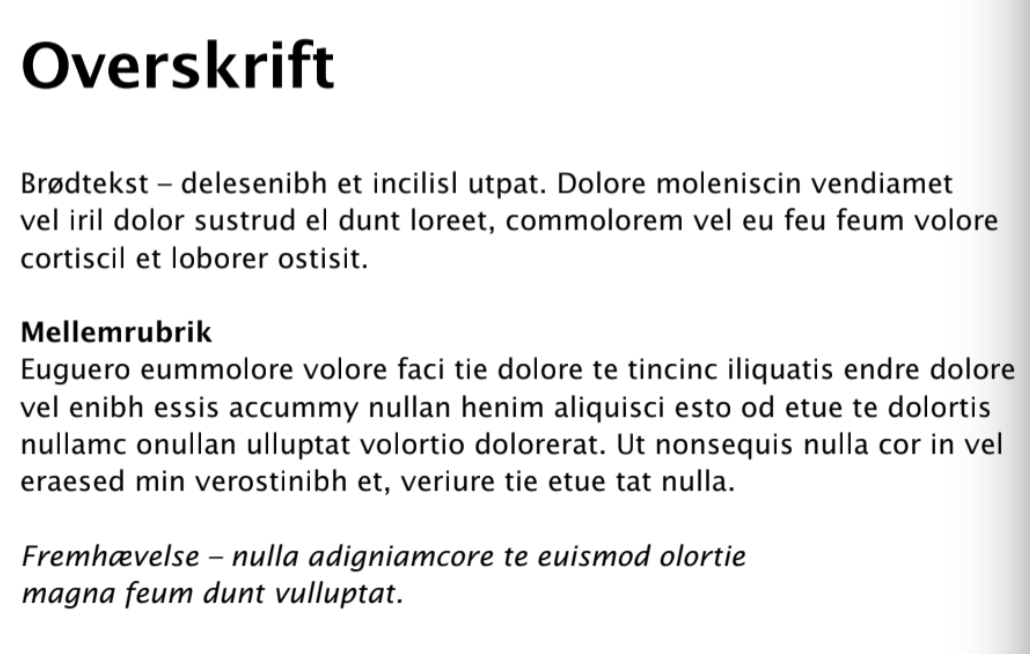 Overskrift
Brødtekst – delesenibh et incilisl utpat. Dolore moleniscin vendiamet
vel iril dolor sustrud el dunt loreet, commolorem vel eu feu feum volore
cortiscil et loborer ostisit.
Mellemrubrik
Euguero eummolore volore faci tie dolore te tincinc iliquatis endre dolore
vel enibh essis accummy nullan henim aliquisci esto od etue te dolortis
nullamc onullan ulluptat volortio dolorerat. Ut nonsequis nulla cor in vel
eraesed min verostinibh et, veriure tie etue tat nulla.
Fremhævelse – nulla adigniamcore te euismod olortie
magna feum dunt vulluptat.